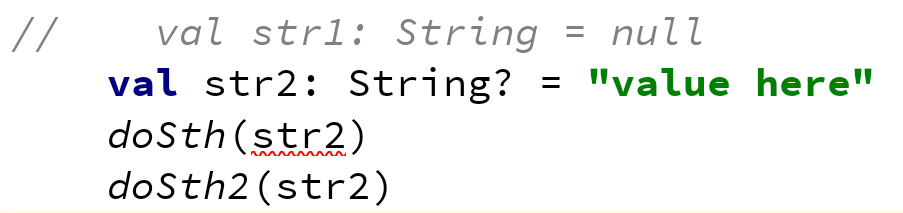 //    val str1: String = null
    val str2: String? = "value here"
    doSth(str2)
    doSth2(str2)